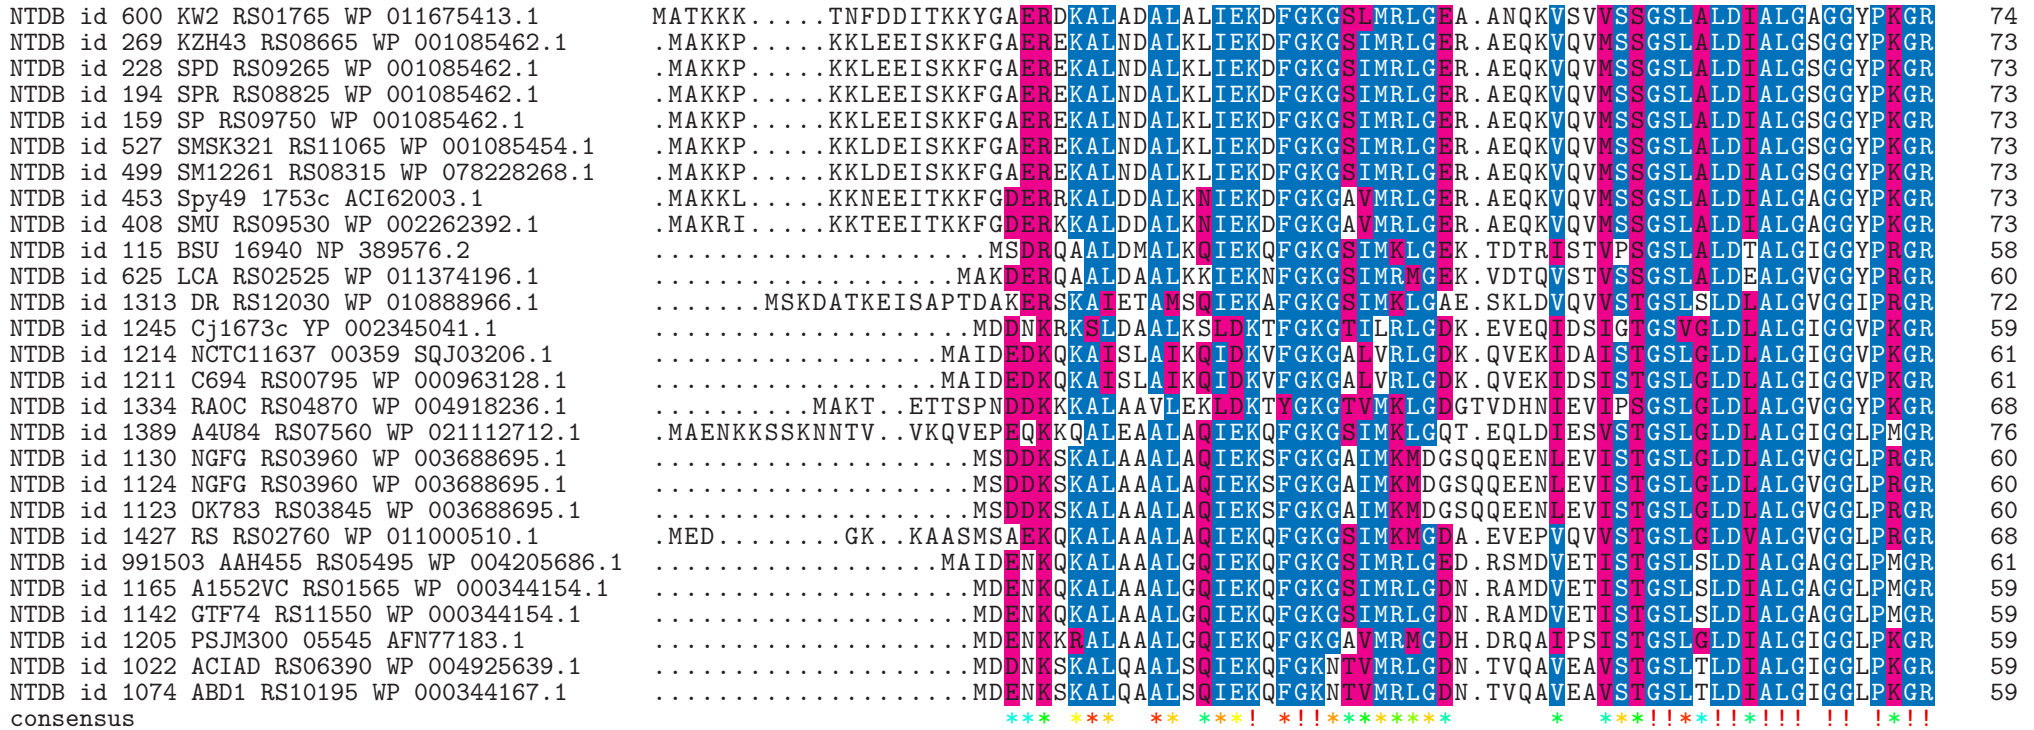 NTDB id 600 KW2 RS01765 WP 011675413.1 MATKKK.....TNFDDITKKYGAERDKALADALALIEKDFGKGSLMRLGEA.ANQKVSVVSSGSLALDIALGAGGYPKGR 74
NTDB id 269 KZH43 RS08665 WP 001085462.1 .MAKKP.....KKLEEISKKFGAEREKALNDALKLIEKDFGKGSIMRLGER.AEQKVQVMSSGSLALDIALGSGGYPKGR 73
NTDB id 228 SPD RS09265 WP 001085462.1 .MAKKP.....KKLEEISKKFGAEREKALNDALKLIEKDFGKGSIMRLGER.AEQKVQVMSSGSLALDIALGSGGYPKGR 73
NTDB id 194 SPR RS08825 WP 001085462.1 .MAKKP.....KKLEEISKKFGAEREKALNDALKLIEKDFGKGSIMRLGER.AEQKVQVMSSGSLALDIALGSGGYPKGR 73
NTDB id 159 SP RS09750 WP 001085462.1 .MAKKP.....KKLEEISKKFGAEREKALNDALKLIEKDFGKGSIMRLGER.AEQKVQVMSSGSLALDIALGSGGYPKGR 73
NTDB id 527 SMSK321 RS11065 WP 001085454.1 .MAKKP.....KKLDEISKKFGAEREKALNDALKLIEKDFGKGSIMRLGER.AEQKVQVMSSGSLALDIALGSGGYPKGR 73
NTDB id 499 SM12261 RS08315 WP 078228268.1 .MAKKP.....KKLDEISKKFGAEREKALNDALKLIEKDFGKGSIMRLGER.AEQKVQVMSSGSLALDIALGSGGYPKGR 73
NTDB id 453 Spy49 1753c ACI62003.1 .MAKKL.....KKNEEITKKFGDERRKALDDALKNIEKDFGKGAVMRLGER.AEQKVQVMSSGSLALDIALGAGGYPKGR 73
NTDB id 408 SMU RS09530 WP 002262392.1 .MAKRI.....KKTEEITKKFGDERKKALDDALKNIEKDFGKGAVMRLGER.AEQKVQVMSSGSLALDIALGAGGYPKGR 73
NTDB id 115 BSU 16940 NP 389576.2 .....................MSDRQAALDMALKQIEKQFGKGSIMKLGEK.TDTRISTVPSGSLALDTALGIGGYPRGR 58
NTDB id 625 LCA RS02525 WP 011374196.1 ...................MAKDERQAALDAALKKIEKNFGKGSIMRMGEK.VDTQVSTVSSGSLALDEALGVGGYPRGR 60
NTDB id 1313 DR RS12030 WP 010888966.1 .......MSKDATKEISAPTDAKERSKAIETAMSQIEKAFGKGSIMKLGAE.SKLDVQVVSTGSLSLDLALGVGGIPRGR 72
NTDB id 1245 Cj1673c YP 002345041.1 ....................MDDNKRKSLDAALKSLDKTFGKGTILRLGDK.EVEQIDSIGTGSVGLDLALGIGGVPKGR 59
NTDB id 1214 NCTC11637 00359 SQJ03206.1 ..................MAIDEDKQKAISLAIKQIDKVFGKGALVRLGDK.QVEKIDAISTGSLGLDLALGIGGVPKGR 61
NTDB id 1211 C694 RS00795 WP 000963128.1 ..................MAIDEDKQKAISLAIKQIDKVFGKGALVRLGDK.QVEKIDSISTGSLGLDLALGIGGVPKGR 61
NTDB id 1334 RA0C RS04870 WP 004918236.1 ..........MAKT..ETTSPNDDKKKALAAVLEKLDKTYGKGTVMKLGDGTVDHNIEVIPSGSLGLDLALGVGGYPKGR 68
NTDB id 1389 A4U84 RS07560 WP 021112712.1 .MAENKKSSKNNTV..VKQVEPEQKKQALEAALAQIEKQFGKGSIMKLGQT.EQLDIESVSTGSLGLDLALGIGGLPMGR 76
NTDB id 1130 NGFG RS03960 WP 003688695.1 ....................MSDDKSKALAAALAQIEKSFGKGAIMKMDGSQQEENLEVISTGSLGLDLALGVGGLPRGR 60
NTDB id 1124 NGFG RS03960 WP 003688695.1 ....................MSDDKSKALAAALAQIEKSFGKGAIMKMDGSQQEENLEVISTGSLGLDLALGVGGLPRGR 60
NTDB id 1123 OK783 RS03845 WP 003688695.1 ....................MSDDKSKALAAALAQIEKSFGKGAIMKMDGSQQEENLEVISTGSLGLDLALGVGGLPRGR 60
NTDB id 1427 RS RS02760 WP 011000510.1 .MED........GK..KAASMSAEKQKALAAALAQIEKQFGKGSIMKMGDA.EVEPVQVVSTGSLGLDVALGVGGLPRGR 68
NTDB id 991503 AAH455 RS05495 WP 004205686.1 ..................MAIDENKQKALAAALGQIEKQFGKGSIMRLGED.RSMDVETISTGSLSLDIALGAGGLPMGR 61
NTDB id 1165 A1552VC RS01565 WP 000344154.1 ....................MDENKQKALAAALGQIEKQFGKGSIMRLGDN.RAMDVETISTGSLSLDIALGAGGLPMGR 59
NTDB id 1142 GTF74 RS11550 WP 000344154.1 ....................MDENKQKALAAALGQIEKQFGKGSIMRLGDN.RAMDVETISTGSLSLDIALGAGGLPMGR 59
NTDB id 1205 PSJM300 05545 AFN77183.1 ....................MDENKKRALAAALGQIEKQFGKGAVMRMGDH.DRQAIPSISTGSLGLDIALGIGGLPKGR 59
NTDB id 1022 ACIAD RS06390 WP 004925639.1 ....................MDDNKSKALQAALSQIEKQFGKNTVMRLGDN.TVQAVEAVSTGSLTLDIALGIGGLPKGR 59
NTDB id 1074 ABD1 RS10195 WP 000344167.1 ....................MDENKSKALQAALSQIEKQFGKNTVMRLGDN.TVQAVEAVSTGSLTLDIALGIGGLPKGR 59
consensus *** *** ** ***! *!!******** * ***!!**!!*!!! !! !*!!